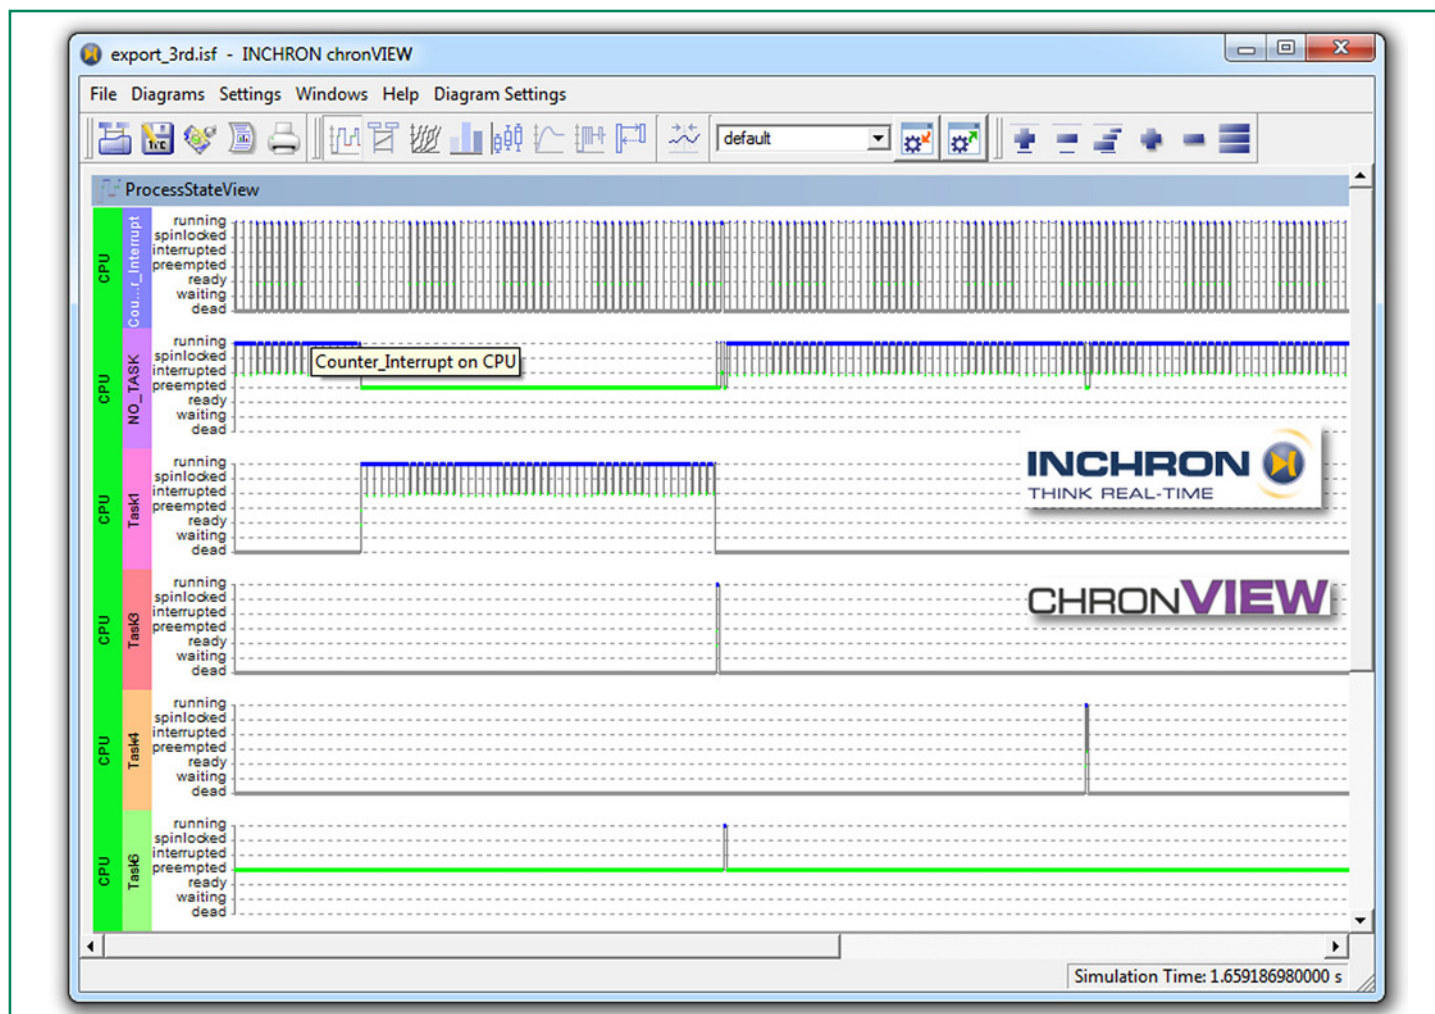 export_3rd.isf - INCHRON chronVIEW
File Diagrams Settings Windows Help Diagram Settings
default
ProcessStateView
CPU
Cou...r_Interrupt
running
spinlocked
interrupted
preempted
ready
waiting
dead
CPU
NO_TASK
running
spinlocked
interrupted
preempted
ready
waiting
dead
Counter_Interrupt on CPU
CPU
Task1
running
spinlocked
interrupted
preempted
ready
waiting
dead
INCHRON
THINK REAL-TIME
CPU
Task3
running
spinlocked
interrupted
preempted
ready
waiting
dead
CHRONVIEW
CPU
Task4
running
spinlocked
interrupted
preempted
ready
waiting
dead
CPU
Task6
running
spinlocked
interrupted
preempted
ready
waiting
dead
Simulation Time: 1.659186980000 s